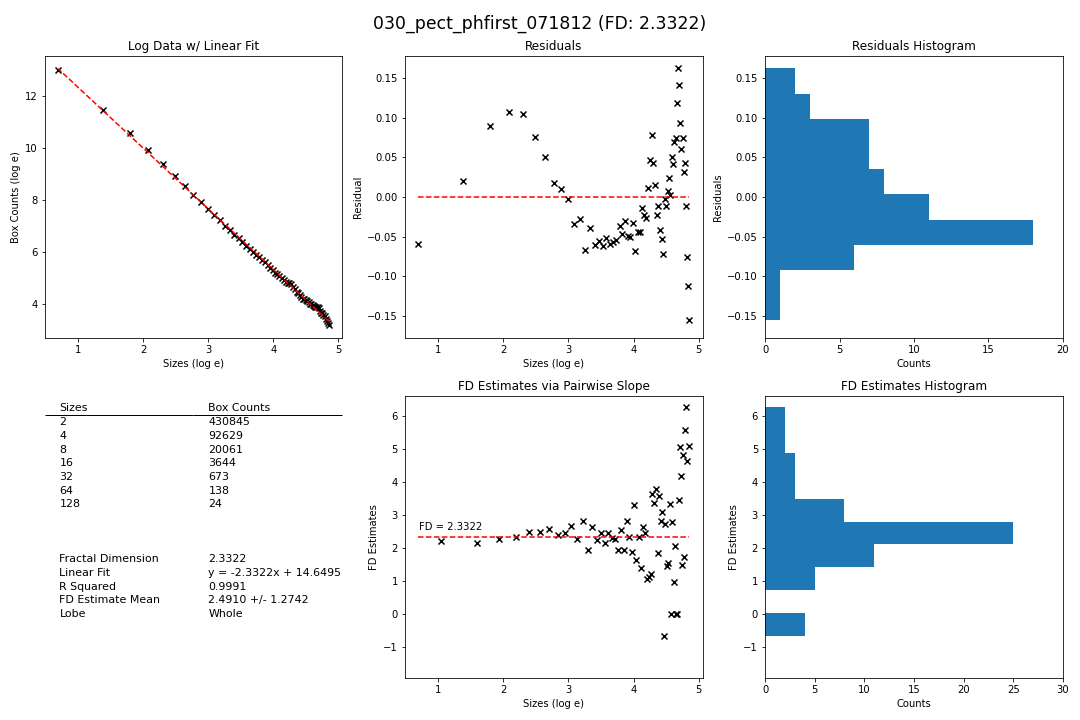 030_pect_phfirst_071812 (FD: 2.3322)
Log Data w/ Linear Fit
Box Counts (log e)
12
10
8
6
4
1 2 3 4 5
Sizes (log e)
Residuals
Residual
0.15
0.10
0.05
0.00
−0.05
−0.10
−0.15
1 2 3 4 5
Sizes (log e)
Residuals Histogram
Residuals
0.15
0.10
0.05
0.00
−0.05
−0.10
−0.15
0 5 10 15 20
Counts
Sizes Box Counts
2 430845
4 92629
8 20061
16 3644
32 673
64 138
128 24
Fractal Dimension 2.3322
Linear Fit y = -2.3322x + 14.6495
R Squared 0.9991
FD Estimate Mean 2.4910 +/- 1.2742
Lobe Whole
FD Estimates via Pairwise Slope
FD Estimates
6
5
4
3
2
1
0
−1
FD = 2.3322
1 2 3 4 5
Sizes (log e)
FD Estimates Histogram
FD Estimates
6
5
4
3
2
1
0
−1
0 5 10 15 20 25 30
Counts